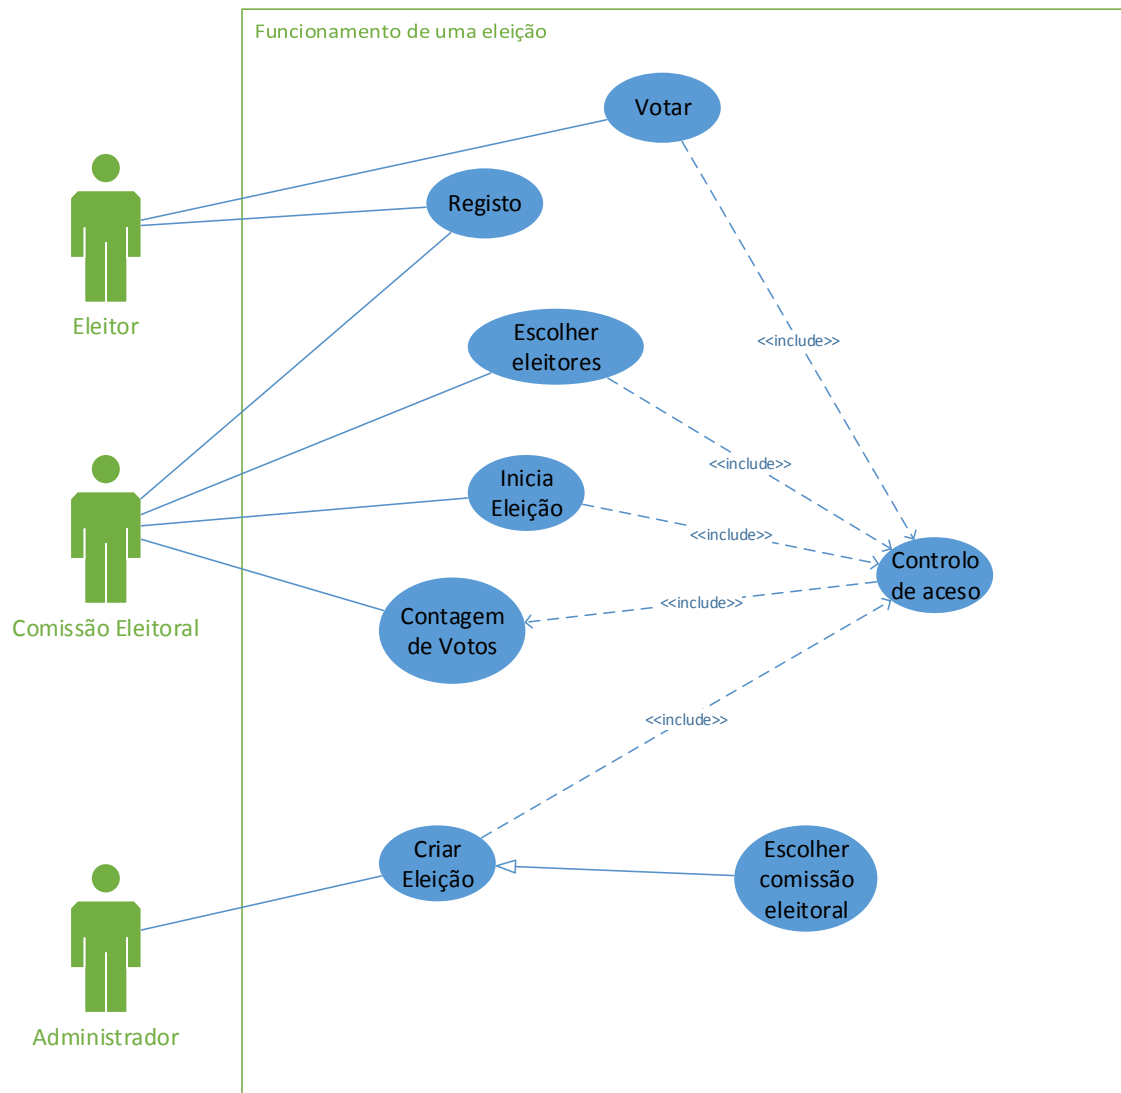 Funcionamento de uma eleição
Votar
Registo
Eleitor
Escolher
eleitores
<<include>>
<<include>>
Inicia
Eleição
<<include>>
Controlo
de aceso
<<include>>
Contagem
de Votos
Comissão Eleitoral
<<include>>
Criar
Eleição
Escolher
comissão
eleitoral
Administrador